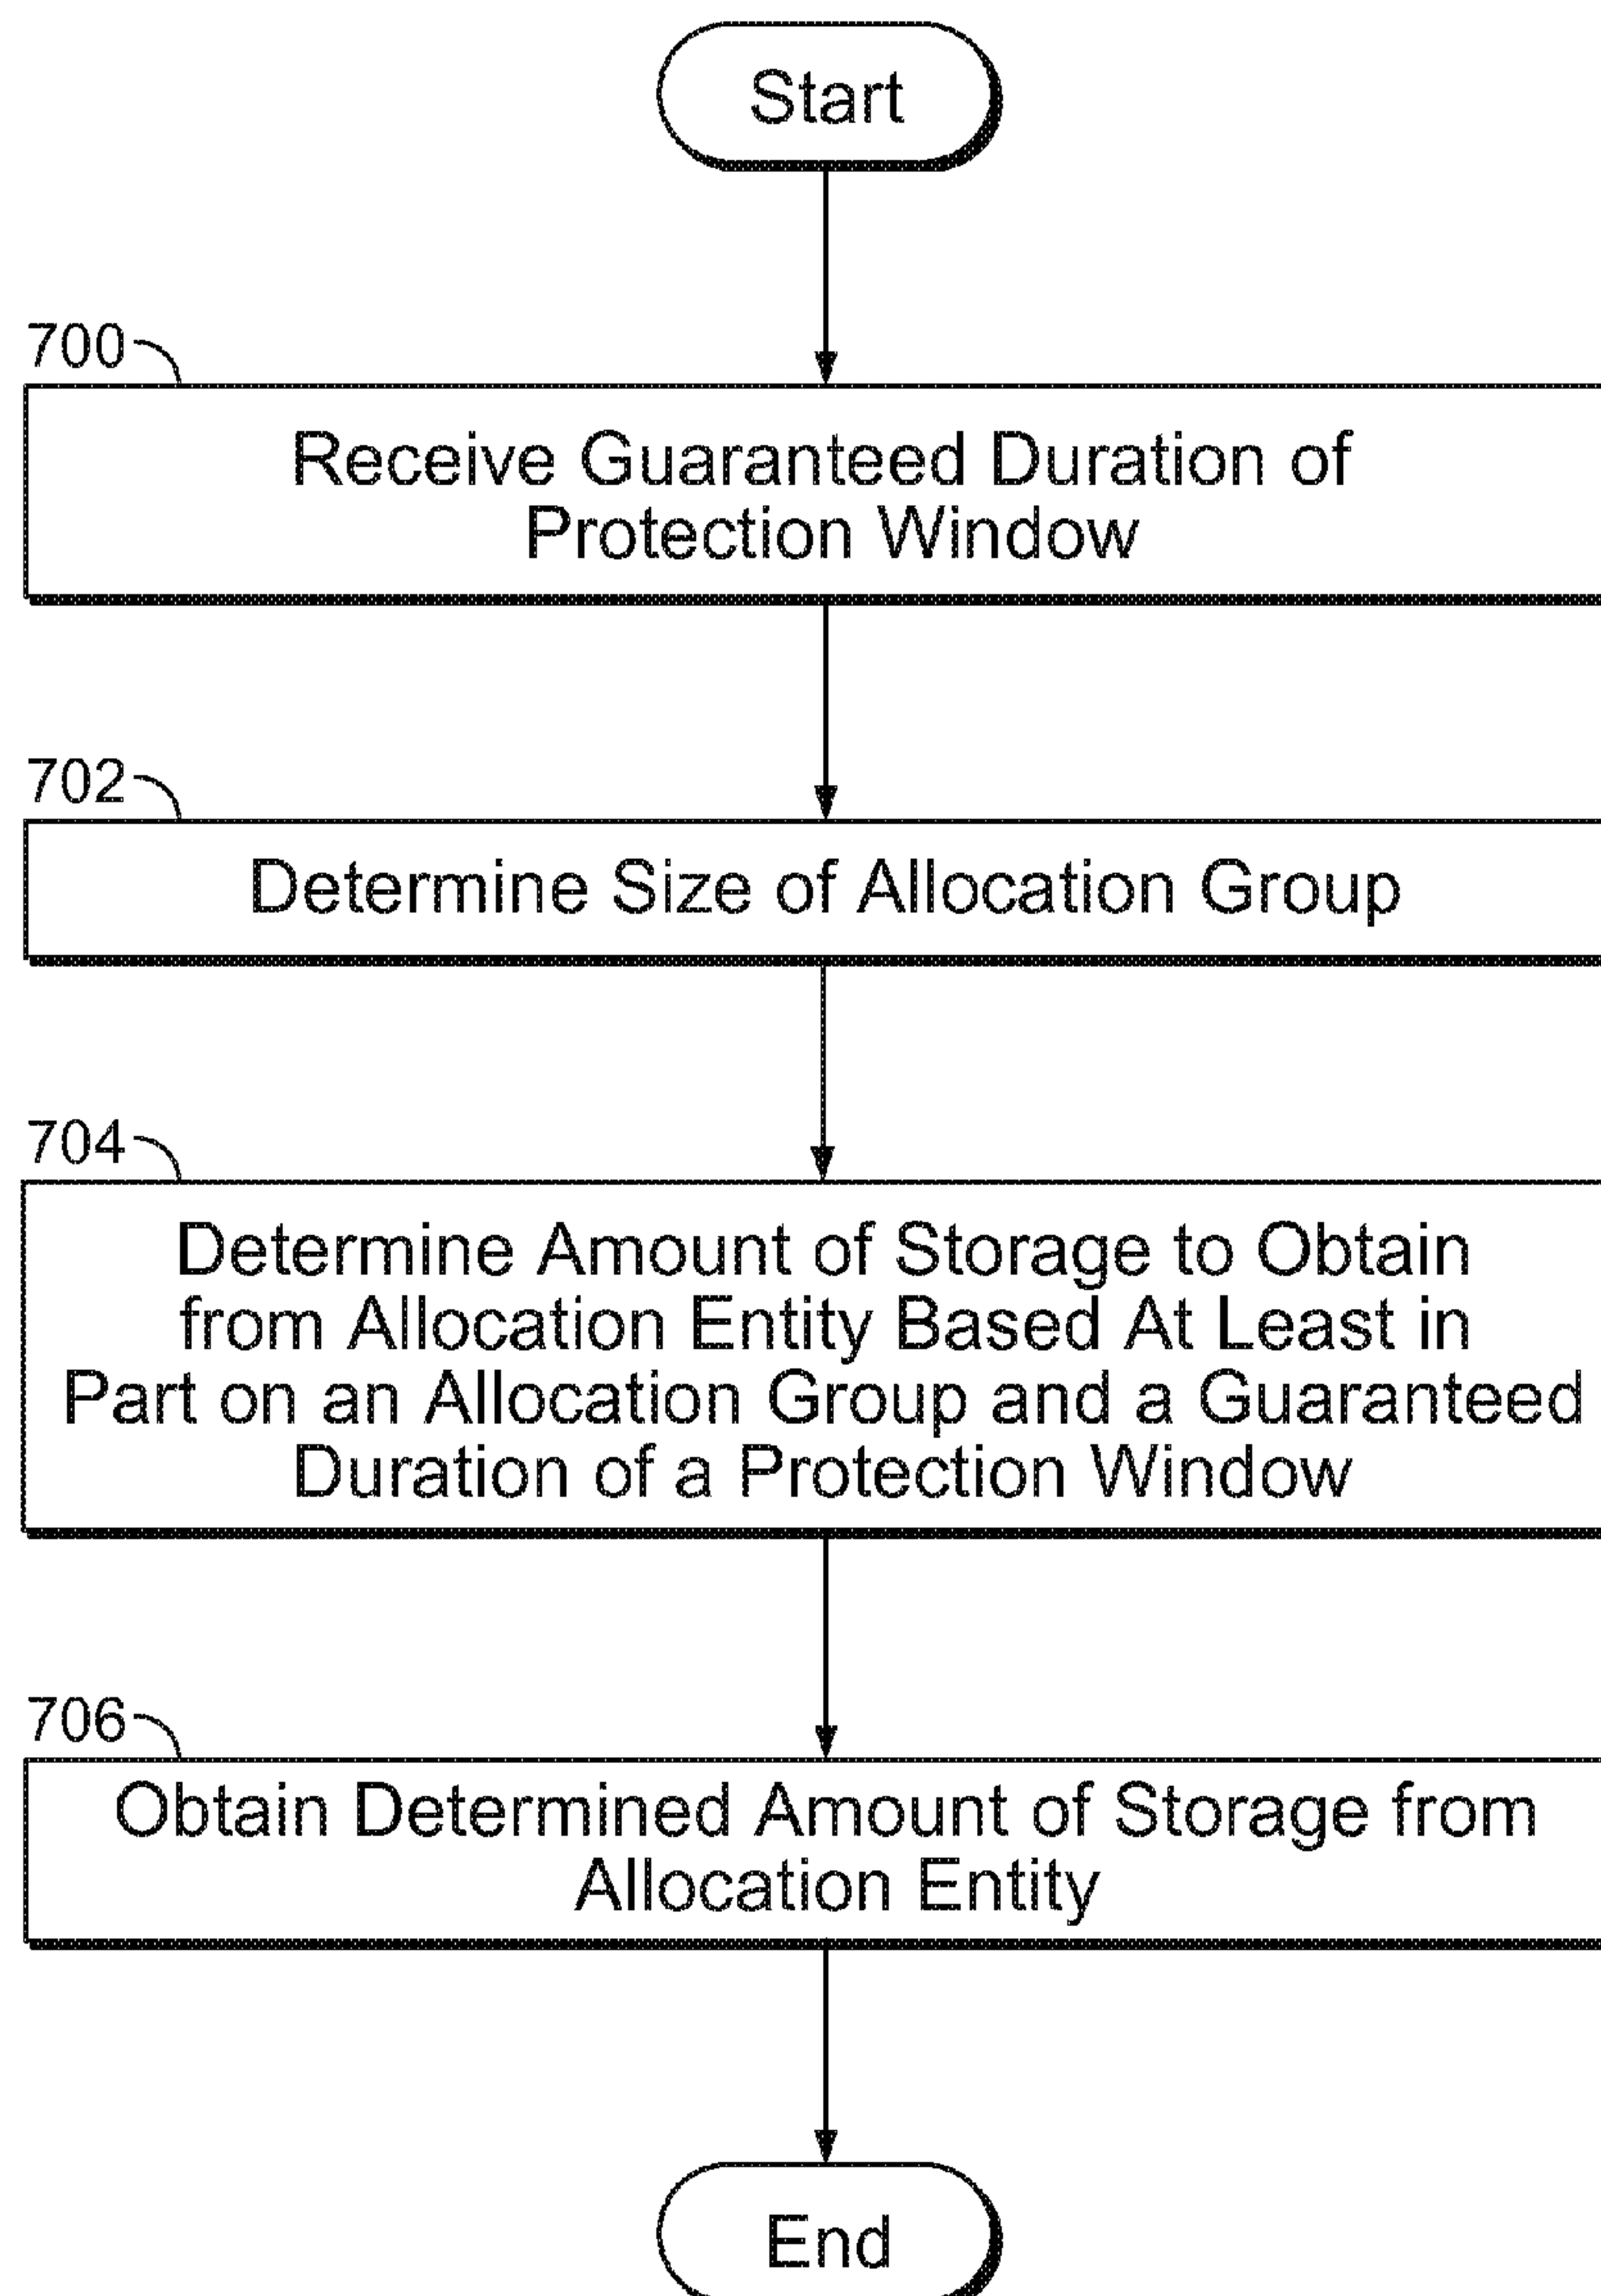 Start
700
Receive Guaranteed Duration of
Protection Window
702
Determine Size of Allocation Group
704
Determine Amount of Storage to Obtain
from Allocation Entity Based At Least in
Part on an Allocation Group and a Guaranteed
Duration of a Protection Window
706
Obtain Determined Amount of Storage from
Allocation Entity
End